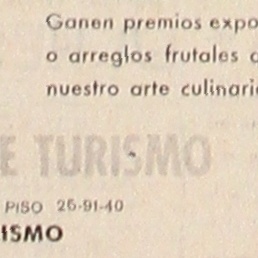 Ganen premios expo
o arreglos frutales
nuestro arte culinari
E TURISMO
PISO 26-91-40
ISMO